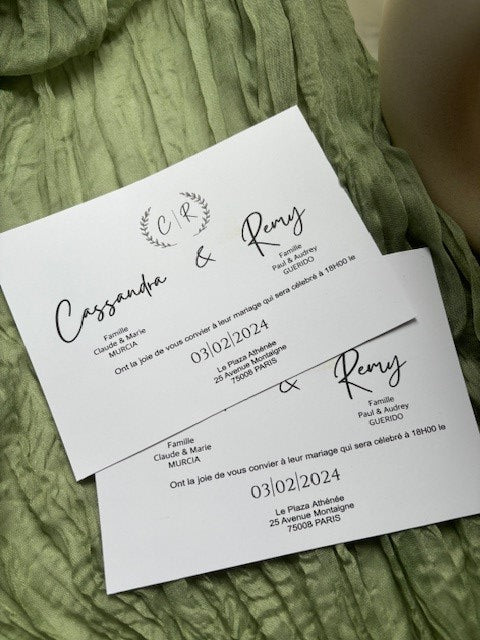 C|R
Cassandra & Remy
Famille
Claude & Marie
MURCIA
Famille
Paul & Audrey
GUERIDO
Ont la joie de vous convier à leur mariage qui sera célebré à 18H00 le
03|02|2024
Le Plaza Athénée
25 Avenue Montaigne
75008 PARIS
& Remy
Famille
Claude & Marie
MURCIA
Famille
Paul & Audrey
GUERIDO
Ont la joie de vous convier à leur mariage qui sera célebré à 18H00 le
03|02|2024
Le Plaza Athénée
25 Avenue Montaigne
75008 PARIS